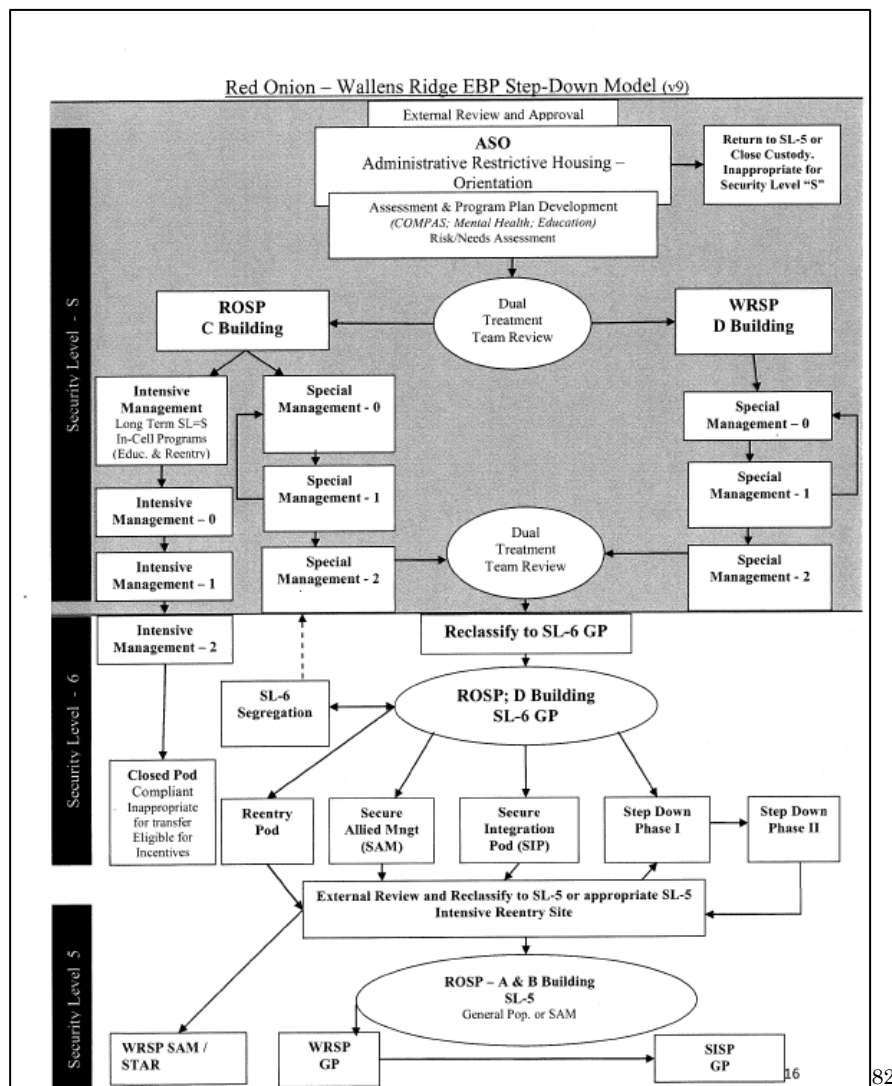 Red Onion – Wallens Ridge EBP Step-Down Model (v9)
External Review and Approval
ASO
Administrative Restrictive Housing –
Orientation
Return to SL-5 or
Close Custody.
Inappropriate for
Security Level “S”
Assessment & Program Plan Development
(COMPAS; Mental Health; Education)
Risk/Needs Assessment
Security Level - S
ROSP
C Building
Dual
Treatment
Team Review
WRSP
D Building
Intensive
Management
Long Term SL=S
In-Cell Programs
(Educ. & Reentry)
Special
Management - 0
Special
Management – 0
Intensive
Management – 0
Special
Management - 1
Special
Management - 1
Intensive
Management – 1
Special
Management - 2
Dual
Treatment
Team Review
Special
Management - 2
Security Level - 6
Intensive
Management – 2
Reclassify to SL-6 GP
SL-6
Segregation
ROSP; D Building
SL-6 GP
Closed Pod
Compliant
Inappropriate
for transfer
Eligible for
Incentives
Reentry
Pod
Secure
Allied Mngt
(SAM)
Secure
Integration
Pod (SIP)
Step Down
Phase I
Step Down
Phase II
Security Level 5
External Review and Reclassify to SL-5 or appropriate SL-5
Intensive Reentry Site
ROSP – A & B Building
SL-5
General Pop. or SAM
WRSP SAM /
STAR
WRSP
GP
SISP
GP
16
82